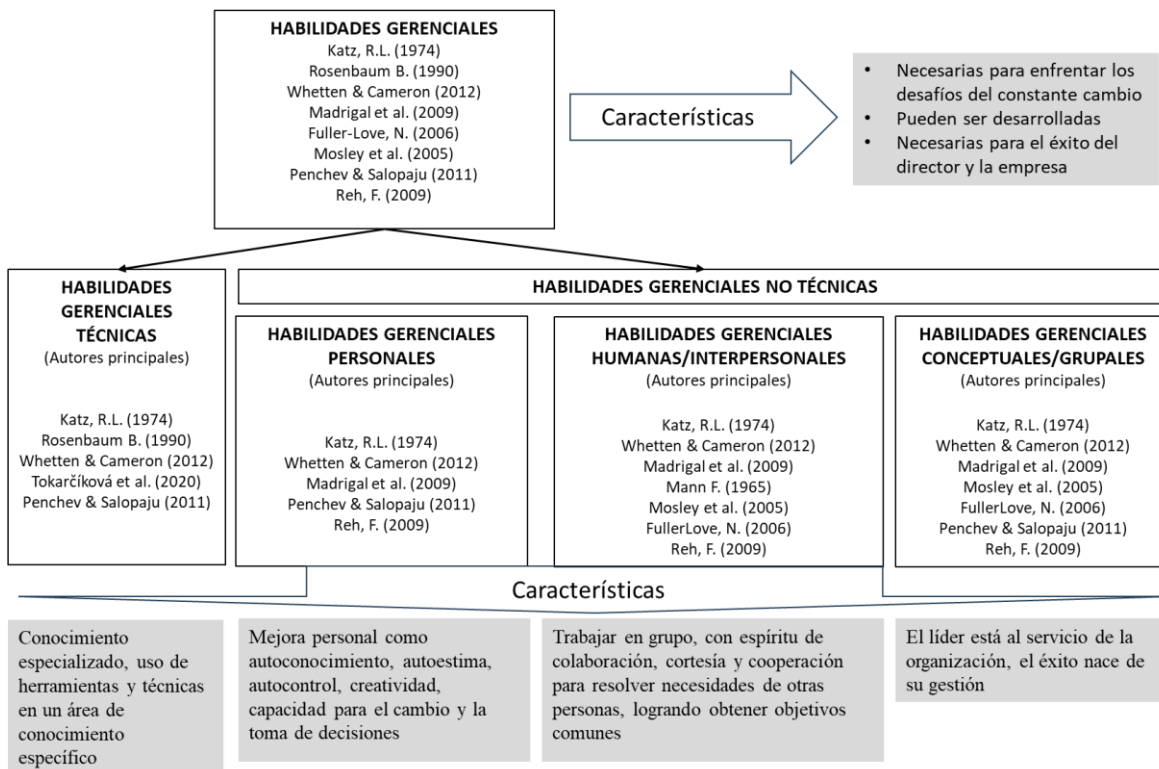 HABILIDADES GERENCIALES
Katz, R.L. (1974)
Rosenbaum B. (1990)
Whetten & Cameron (2012)
Madrigal et al. (2009)
Fuller-Love, N. (2006)
Mosley et al. (2005)
Penchev & Salopaju (2011)
Reh, F. (2009)
Características
• Necesarias para enfrentar los
desafíos del constante cambio
• Pueden ser desarrolladas
• Necesarias para el éxito del
director y la empresa
HABILIDADES
GERENCIALES
TÉCNICAS
(Autores principales)
Katz, R.L. (1974)
Rosenbaum B. (1990)
Whetten & Cameron (2012)
Tokarčíková et al. (2020)
Penchev & Salopaju (2011)
HABILIDADES GERENCIALES NO TÉCNICAS
HABILIDADES GERENCIALES
PERSONALES
(Autores principales)
Katz, R.L. (1974)
Whetten & Cameron (2012)
Madrigal et al. (2009)
Penchev & Salopaju (2011)
Reh, F. (2009)
HABILIDADES GERENCIALES
HUMANAS/INTERPERSONALES
(Autores principales)
Katz, R.L. (1974)
Whetten & Cameron (2012)
Madrigal et al. (2009)
Mann F. (1965)
Mosley et al. (2005)
FullerLove, N. (2006)
Reh, F. (2009)
HABILIDADES GERENCIALES
CONCEPTUALES/GRUPALES
(Autores principales)
Katz, R.L. (1974)
Whetten & Cameron (2012)
Madrigal et al. (2009)
Mosley et al. (2005)
FullerLove, N. (2006)
Penchev & Salopaju (2011)
Reh, F. (2009)
Características
Conocimiento
especializado, uso de
herramientas y técnicas
en un área de
conocimiento
específico
Mejora personal como
autoconocimiento, autoestima,
autocontrol, creatividad,
capacidad para el cambio y la
toma de decisiones
Trabajar en grupo, con espíritu de
colaboración, cortesía y cooperación
para resolver necesidades de otras
personas, logrando obtener objetivos
comunes
El líder está al servicio de la
organización, el éxito nace de
su gestión